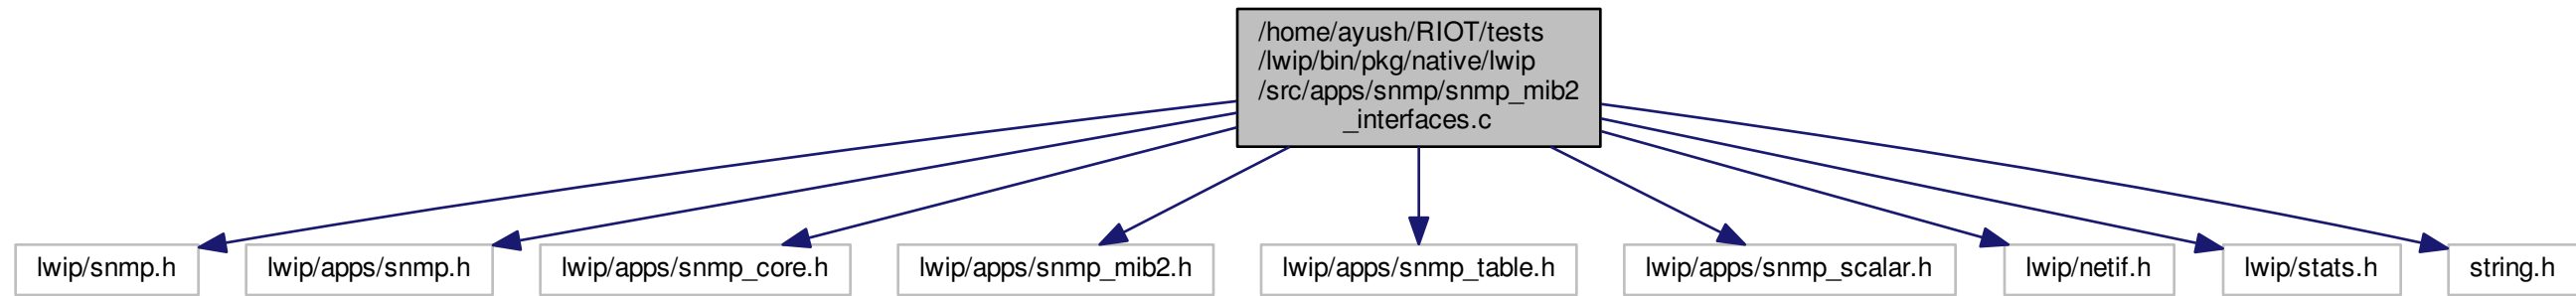 /home/ayush/RIOT/tests
/lwip/bin/pkg/native/lwip
/src/apps/snmp/snmp_mib2
_interfaces.c
lwip/snmp.h
lwip/apps/snmp.h
lwip/apps/snmp_core.h
lwip/apps/snmp_mib2.h
lwip/apps/snmp_table.h
lwip/apps/snmp_scalar.h
lwip/netif.h
lwip/stats.h
string.h